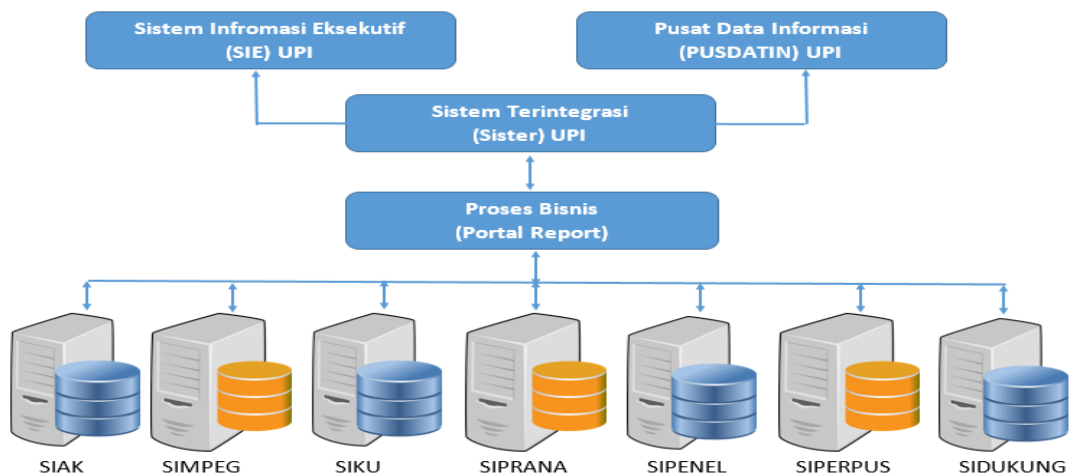 Sistem Infromasi Eksekutif
(SIE) UPI
Pusat Data Informasi
(PUSDATIN) UPI
Sistem Terintegrasi
(Sister) UPI
Proses Bisnis
(Portal Report)
SIAK
SIMPEG
SIKU
SIPRANA
SIPENEL
SIPERPUS
SIDUKUNG